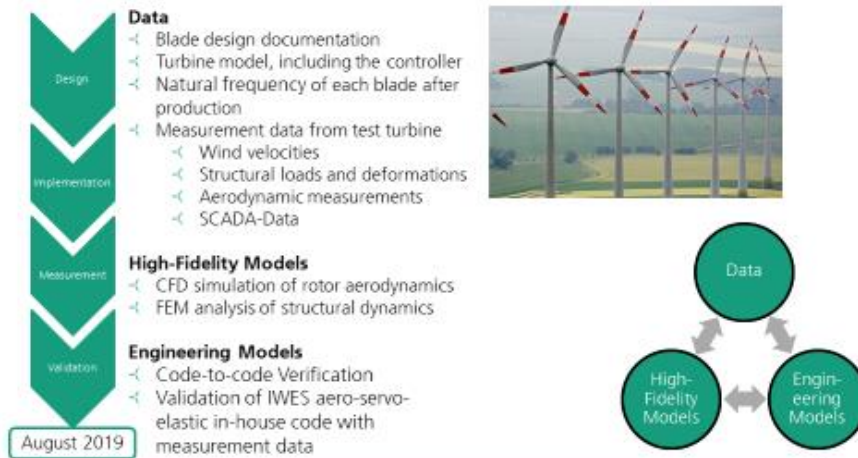 Data
Blade design documentation
Turbine model, including the controller
Natural frequency of each blade after
production
Measurement data from test turbine
Wind velocities
Structural loads and deformations
Aerodynamic measurements
SCADA-Data
High-Fidelity Models
CFD simulation of rotor aerodynamics
FEM analysis of structural dynamics
Engineering Models
Code-to-code Verification
Validation of IWES aero-servo-
elastic in-house code with
measurement data
Design
Implementation
Measurement
Validation
August 2019
Data
High-
Fidelity
Models
Engin-
eering
Models